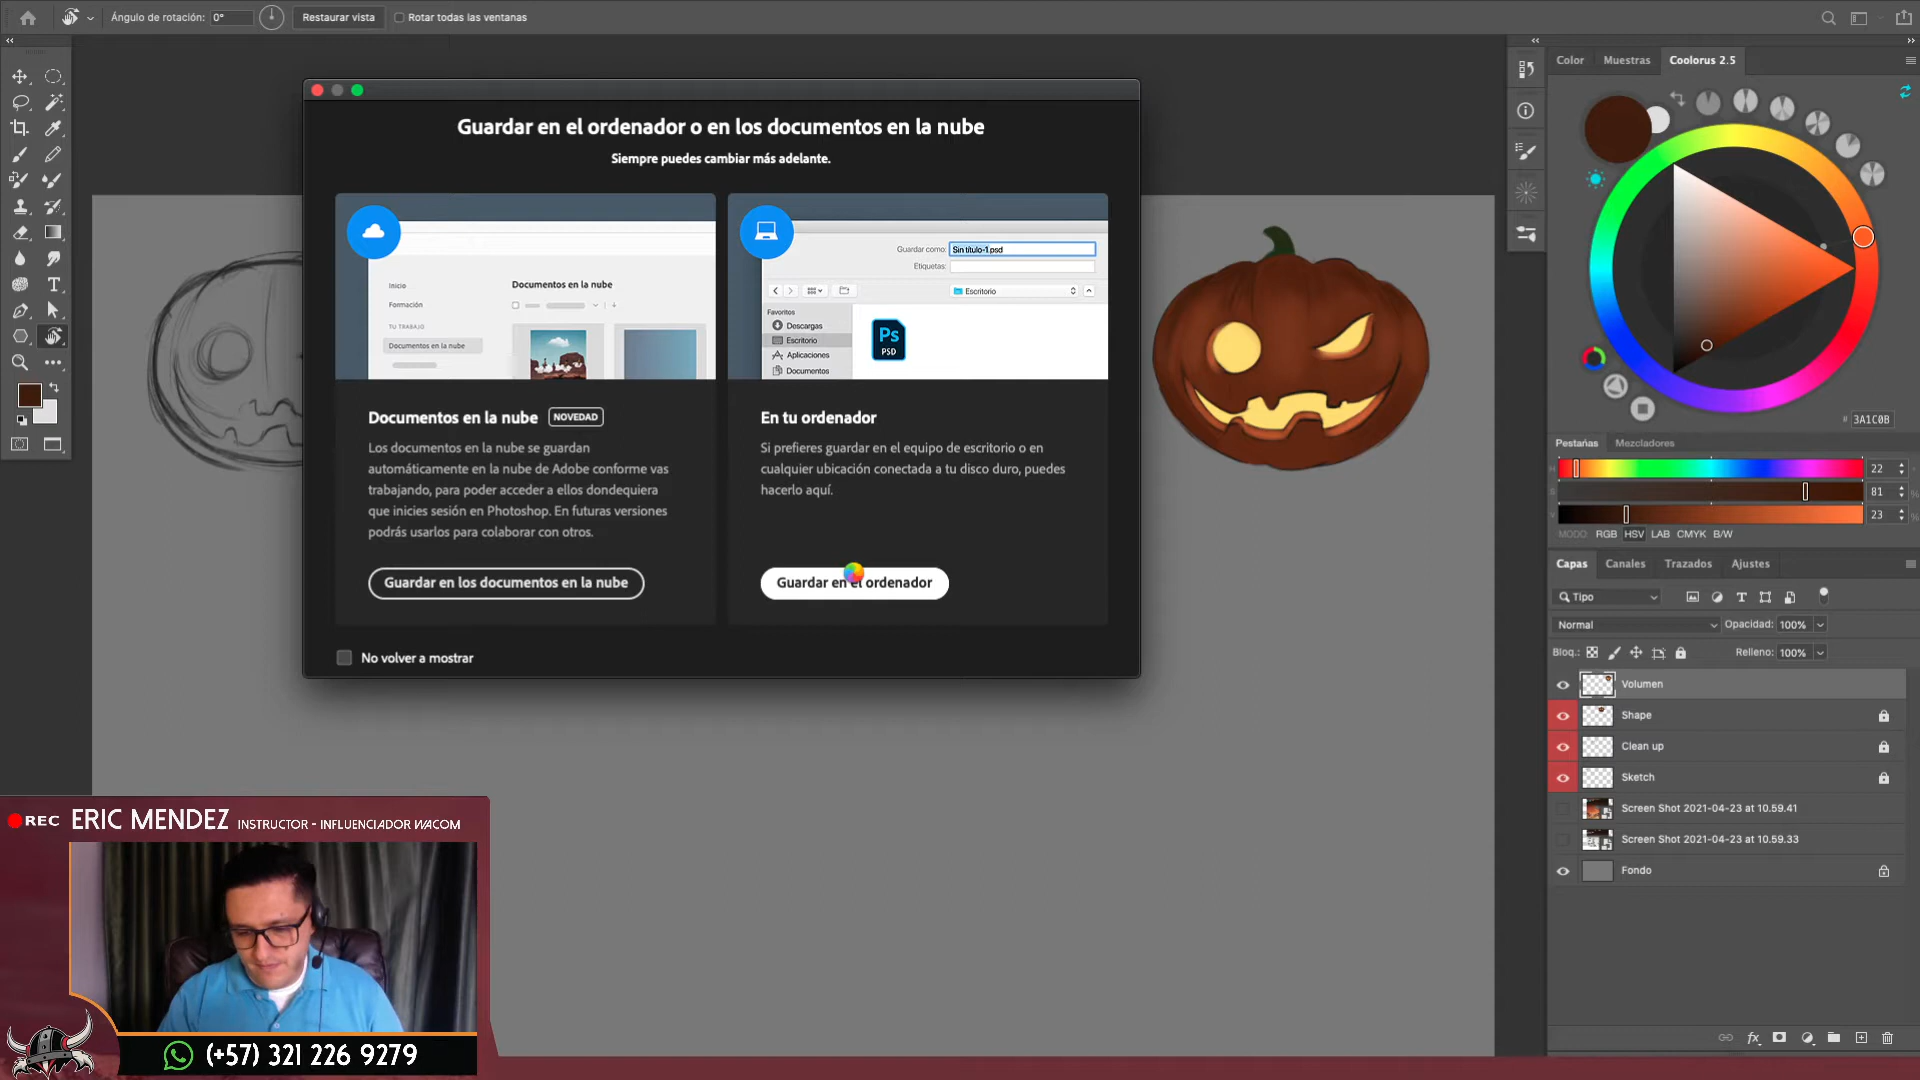 Ángulo de rotación: 0°
Restaurar vista
Rotar todas las ventanas
Guardar en el ordenador o en los documentos en la nube
Siempre puedes cambiar más adelante.
Inicio
Formación
TU TRABAJO
Documentos en la nube
Documentos en la nube
Guardar como: Sin título-1.psd
Etiquetas:
Escritorio
Favoritos
Descargas
Escritorio
Aplicaciones
Documentos
Ps
PSD
Documentos en la nube NOVEDAD
Los documentos en la nube se guardan
automáticamente en la nube de Adobe conforme vas
trabajando, para poder acceder a ellos dondequiera
que inicies sesión en Photoshop. En futuras versiones
podrás usarlos para colaborar con otros.
Guardar en los documentos en la nube
En tu ordenador
Si prefieres guardar en el equipo de escritorio o en
cualquier ubicación conectada a tu disco duro, puedes
hacerlo aquí.
Guardar en el ordenador
No volver a mostrar
Color Muestras Coolorus 2.5
# 3A1C0B
Pestañas Mezcladores
H 22 °
S 81 %
V 23 %
MODO RGB HSV LAB CMYK B/W
Capas Canales Trazados Ajustes
Tipo
Normal Opacidad: 100%
Bloq.: Relleno: 100%
Volumen
Shape
Clean up
Sketch
Screen Shot 2021-04-23 at 10.59.41
Screen Shot 2021-04-23 at 10.59.33
Fondo
fx
REC ERIC MENDEZ INSTRUCTOR - INFLUENCIADOR WACOM
(+57) 321 226 9279